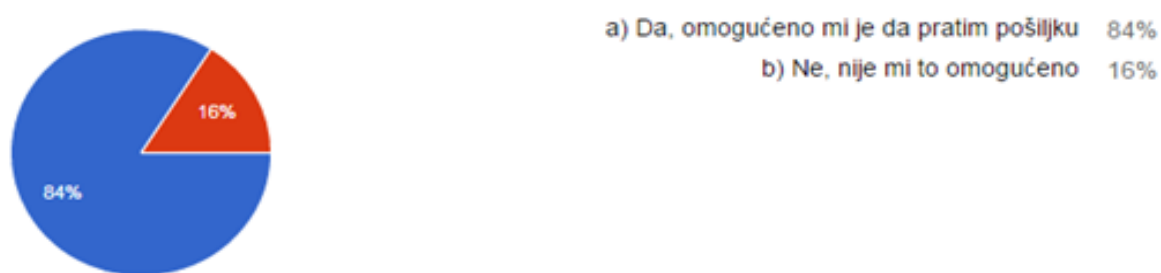 a) Da, omogućeno mi je da pratim pošiljku 84%
b) Ne, nije mi to omogućeno 16%
16%
84%